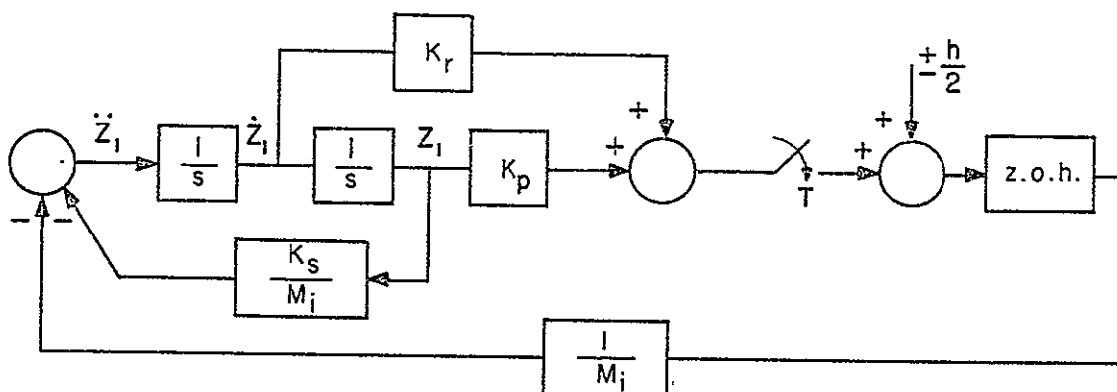 K_r
± h/2
+
+
Z̈_1
Ż_1
Z_1
+
+
+
1/s
1/s
K_p
T
z.o.h.
− −
K_s/M_i
1/M_i